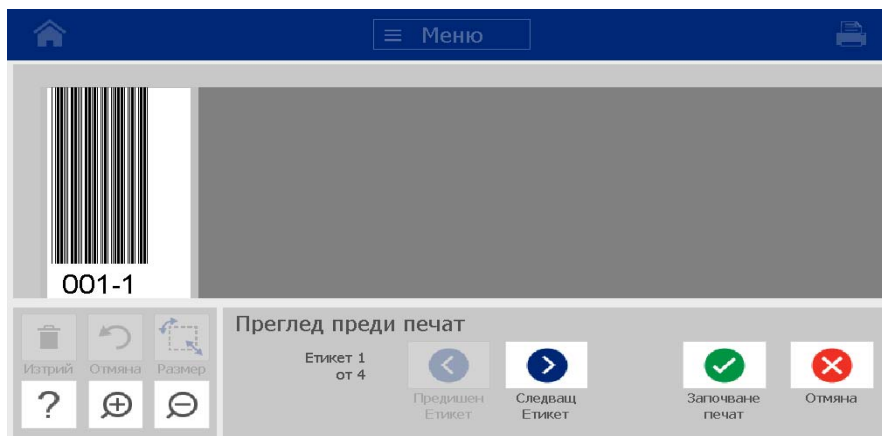 Меню
001-1
Преглед преди печат
Етикет 1
от 4
Изтрий
Отмяна
Размер
?
Предишен
Етикет
Следващ
Етикет
Започване
печат
Отмяна